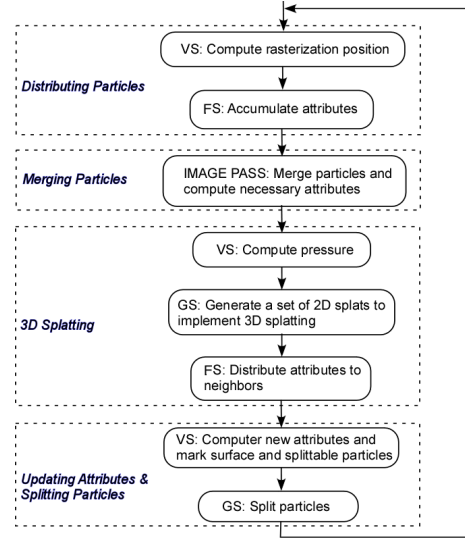 VS: Compute rasterization position
Distributing Particles
FS: Accumulate attributes
Merging Particles
IMAGE PASS: Merge particles and
compute necessary attributes
VS: Compute pressure
GS: Generate a set of 2D splats to
implement 3D splatting
3D Splatting
FS: Distribute attributes to
neighbors
VS: Computer new attributes and
mark surface and splittable particles
Updating Attributes &
Splitting Particles
GS: Split particles